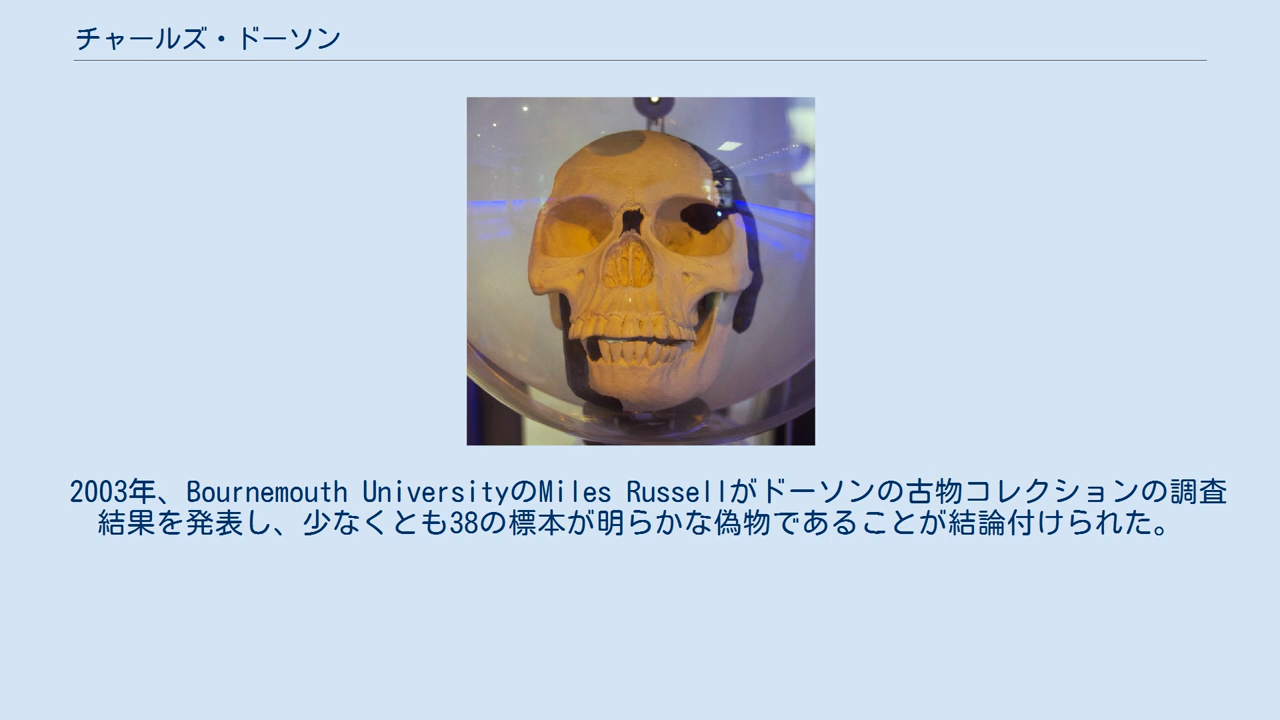 チャールズ・ドーソン
2003年、Bournemouth UniversityのMiles Russellがドーソンの古物コレクションの調査
結果を発表し、少なくとも38の標本が明らかな偽物であることが結論付けられた。